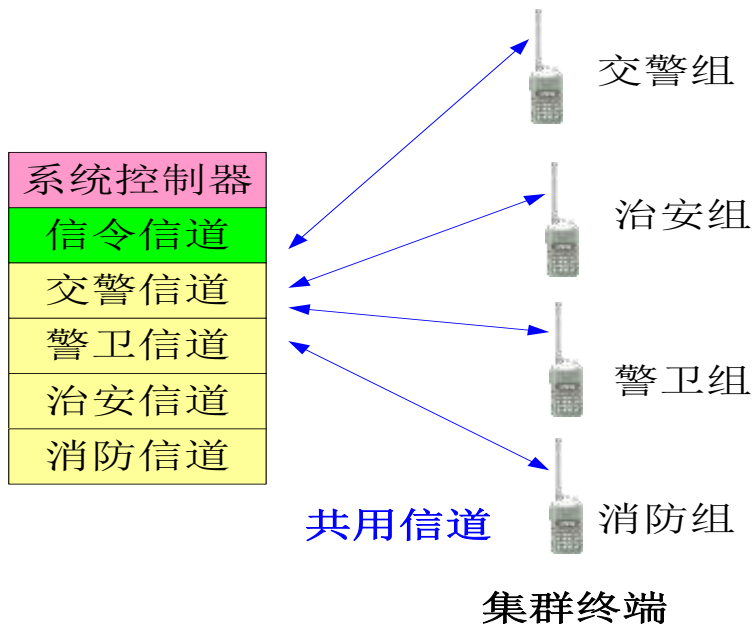 系统控制器
信令信道
交警信道
警卫信道
治安信道
消防信道
交警组
治安组
警卫组
消防组
共用信道
集群终端